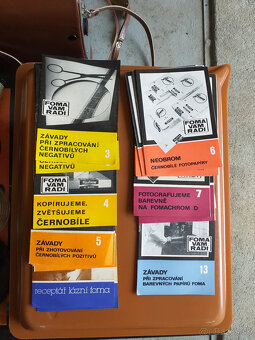 FOMA
VÁM
RADÍ
ZÁVADY
PŘI ZPRACOVÁNÍ
ČERNOBÍLÝCH
NEGATIVŮ
3
NEGATIVŮ
FOMA
VÁM
RADÍ
KOPÍRUJEME,
ZVĚTŠUJEME
ČERNOBÍLE
4
ZÁVADY
PŘI ZHOTOVOVÁNÍ
ČERNOBÍLÝCH POZITIVŮ
5
receptář lázní foma
FOMA
VÁM
RADÍ
NEOBROM
ČERNOBÍLÉ FOTOPAPÍRY
6
FOTOGRAFUJEME
BAREVNĚ
NA FOMACHROM D
7
FOMA
VÁM
RADÍ
ZÁVADY
PŘI ZPRACOVÁNÍ
BAREVNÝCH PAPÍRŮ FOMA
13